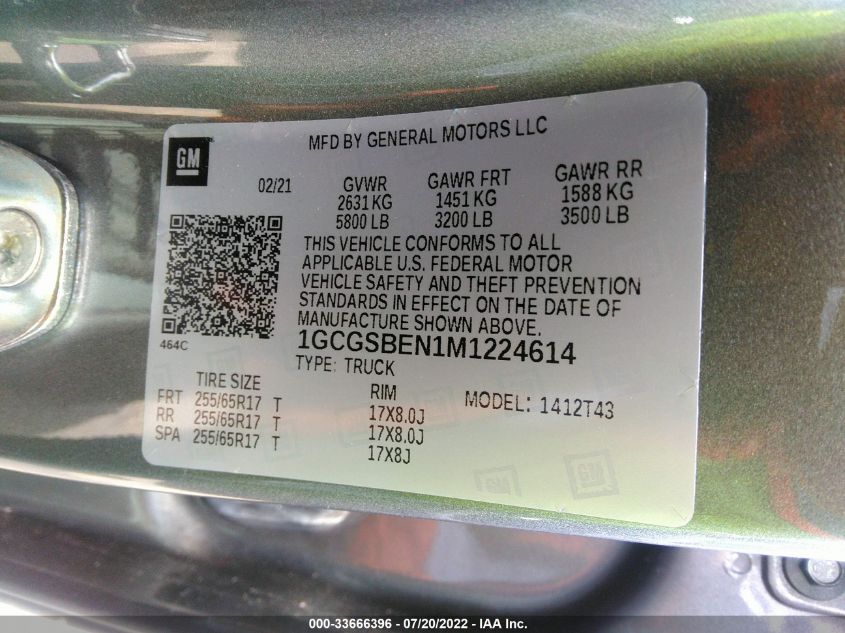 GM
MFD BY GENERAL MOTORS LLC
02/21
GVWR GAWR FRT GAWR RR
2631 KG 1451 KG 1588 KG
5800 LB 3200 LB 3500 LB
THIS VEHICLE CONFORMS TO ALL
APPLICABLE U.S. FEDERAL MOTOR
VEHICLE SAFETY AND THEFT PREVENTION
STANDARDS IN EFFECT ON THE DATE OF
MANUFACTURE SHOWN ABOVE.
464C
1GCGSBEN1M1224614
TYPE: TRUCK
TIRE SIZE RIM MODEL: 1412T43
FRT 255/65R17 T 17X8.0J
RR 255/65R17 T 17X8.0J
SPA 255/65R17 T 17X8J
GM
000-33666396 - 07/20/2022 - IAA Inc.